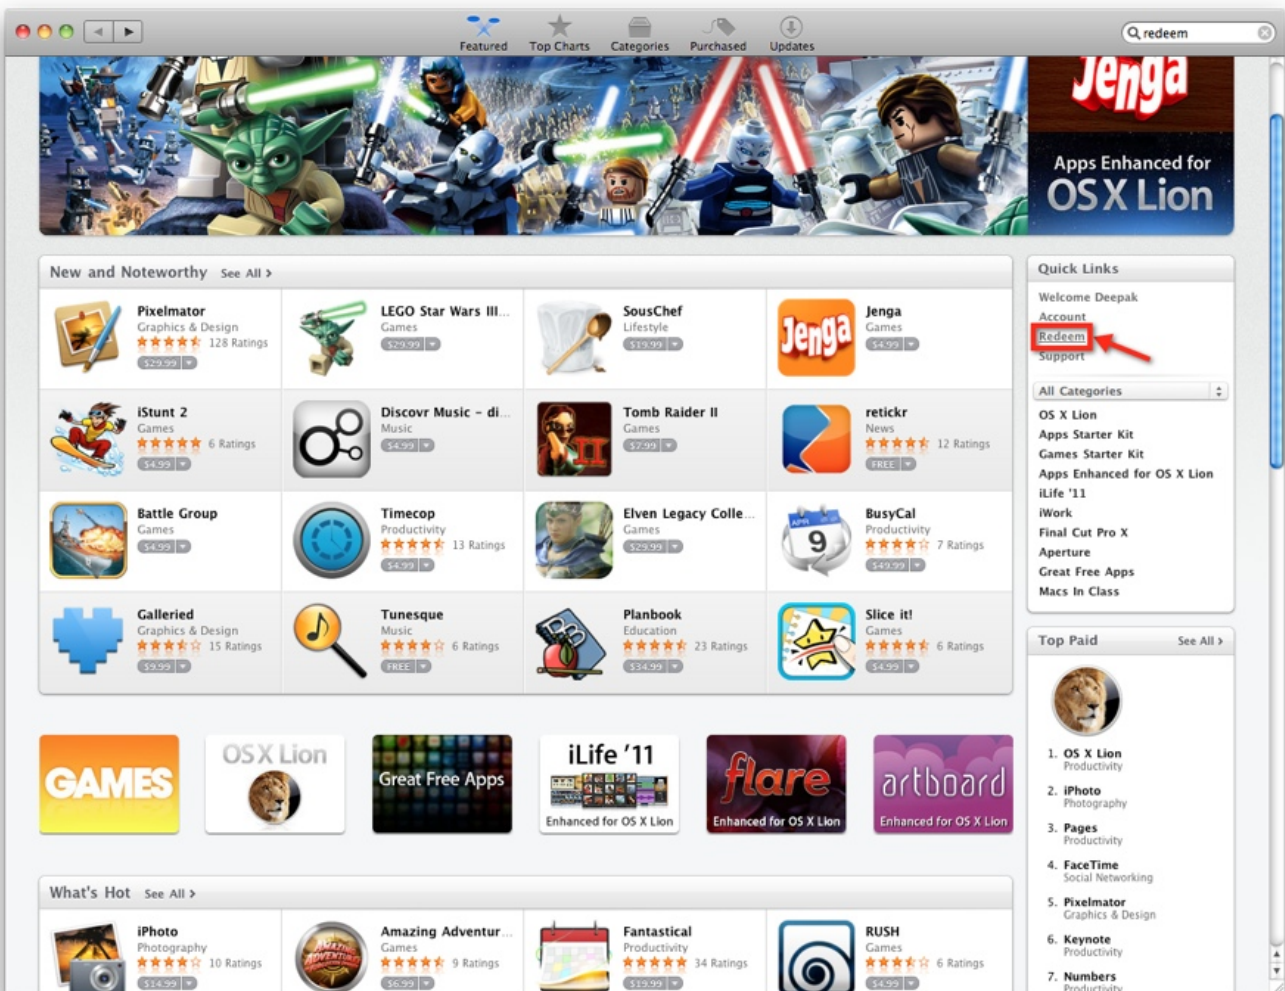 Featured
Top Charts
Categories
Purchased
Updates
redeem
Jenga
Apps Enhanced for
OS X Lion
New and Noteworthy See All >
Pixelmator
Graphics & Design
128 Ratings
$29.99
LEGO Star Wars III...
Games
$29.99
SousChef
Lifestyle
$19.99
Jenga
Jenga
Games
$4.99
iStunt 2
Games
6 Ratings
$4.99
Discovr Music – di...
Music
$4.99
II
Tomb Raider II
Games
$7.99
retickr
News
12 Ratings
FREE
Battle Group
Games
$4.99
Timecop
Productivity
13 Ratings
$4.99
Elven Legacy Colle...
Games
$29.99
APR
9
BusyCal
Productivity
7 Ratings
$49.99
Galleried
Graphics & Design
15 Ratings
$9.99
Tunesque
Music
6 Ratings
FREE
Planbook
Education
23 Ratings
$34.99
Slice it!
Games
6 Ratings
$4.99
Quick Links
Welcome Deepak
Account
Redeem
Support
All Categories
OS X Lion
Apps Starter Kit
Games Starter Kit
Apps Enhanced for OS X Lion
iLife '11
iWork
Final Cut Pro X
Aperture
Great Free Apps
Macs In Class
Top Paid See All >
1. OS X Lion
Productivity
2. iPhoto
Photography
3. Pages
Productivity
4. FaceTime
Social Networking
5. Pixelmator
Graphics & Design
6. Keynote
Productivity
7. Numbers
Productivity
GAMES
OS X Lion
Great Free Apps
iLife '11
Enhanced for OS X Lion
flare
Enhanced for OS X Lion
artboard
Enhanced for OS X Lion
What's Hot See All >
iPhoto
Photography
10 Ratings
$14.99
AMAZING
ADVENTURES
Amazing Adventur...
Games
9 Ratings
$6.99
Fantastical
Productivity
34 Ratings
$19.99
RUSH
Games
6 Ratings
$4.99